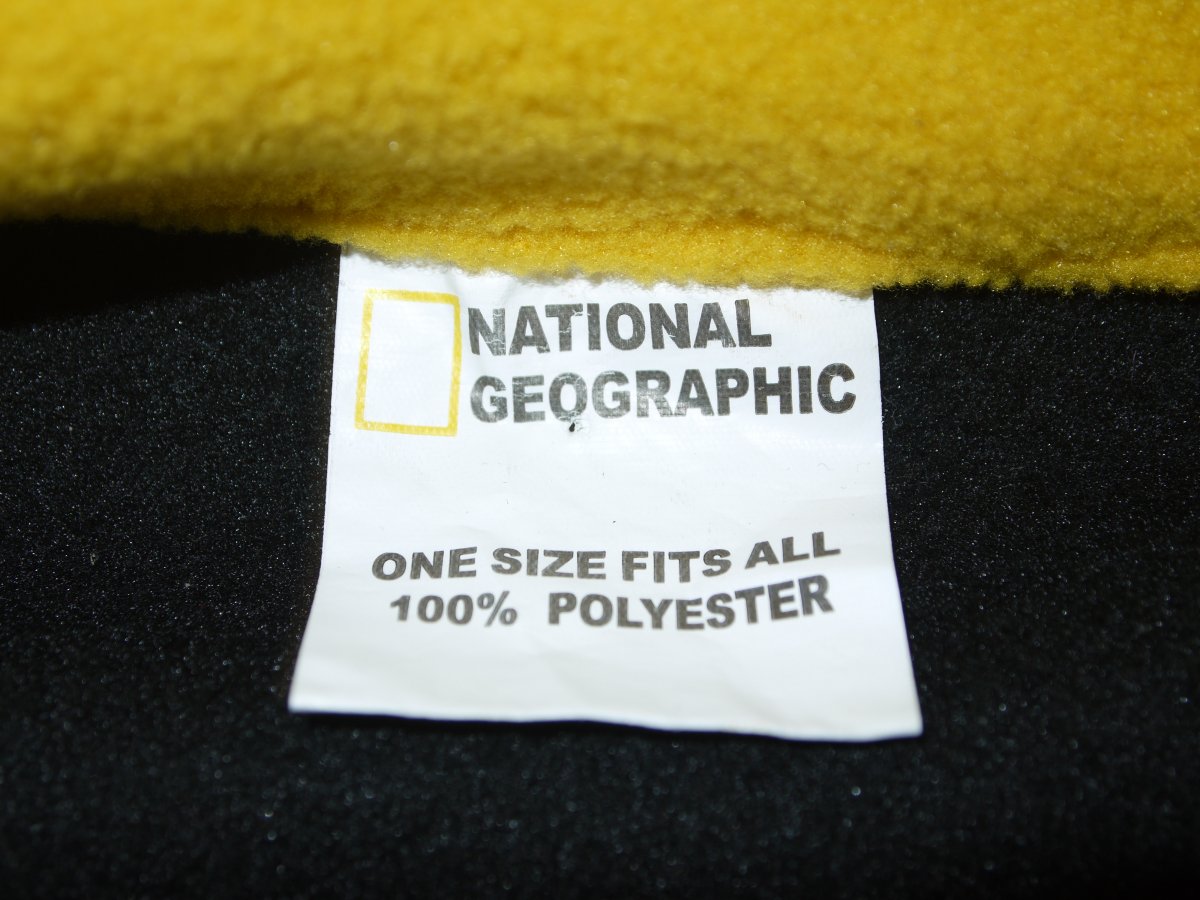 NATIONAL
GEOGRAPHIC
ONE SIZE FITS ALL
100% POLYESTER